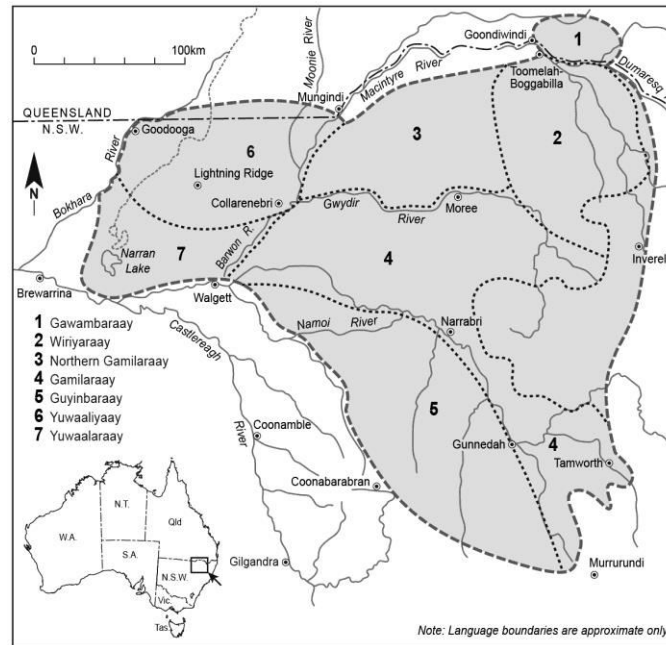 0
100km
Moonie River
Goondiwindi
1
Macintyre River
Toomelah-
Boggabilla
Dumaresq
Mungindi
QUEENSLAND
N.S.W.
Goodooga
River
Bokhara
6
3
2
Lightning Ridge
N
Collarenebri
Gwydir
River
Moree
Barwon R.
4
7
Narran
Lake
Inverell
Brewarrina
Walgett
Castlereagh
River
Namoi River
Narrabri
1 Gawambaraay
2 Wiriyaraay
3 Northern Gamilaraay
4 Gamilaraay
5 Guyinbaraay
6 Yuwaaliyaay
7 Yuwaalaraay
5
Coonamble
Gunnedah
4
Tamworth
Coonabarabran
Gilgandra
Murrurundi
W.A.
N.T.
Qld
S.A.
N.S.W.
Vic.
Tas
Note: Language boundaries are approximate only